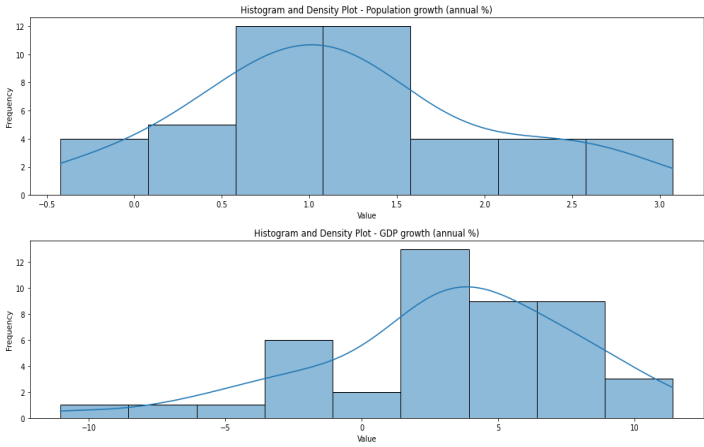 Histogram and Density Plot - Population growth (annual %)
12
10
8
6
4
2
0
Frequency
−0.5 0.0 0.5 1.0 1.5 2.0 2.5 3.0
Value
Histogram and Density Plot - GDP growth (annual %)
12
10
8
6
4
2
0
Frequency
−10 −5 0 5 10
Value